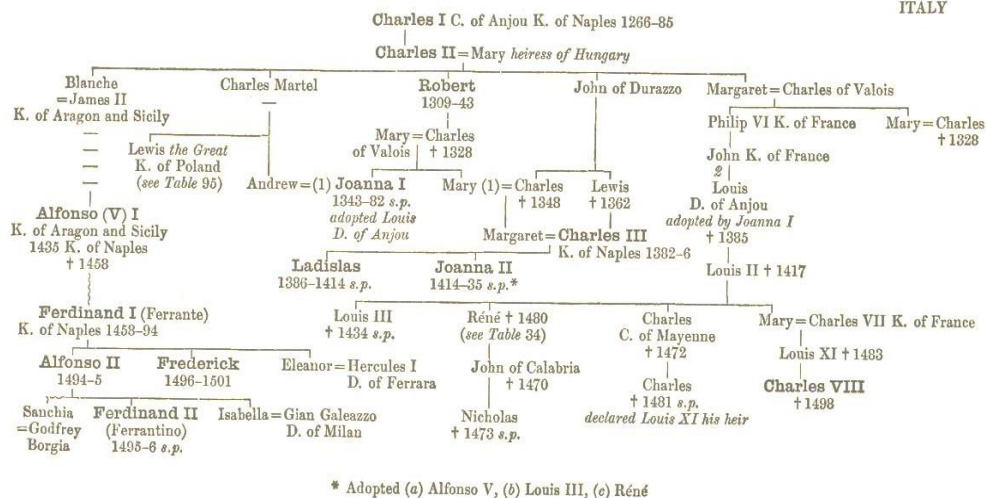 ITALY
Charles I C. of Anjou K. of Naples 1266–85
Charles II = Mary heiress of Hungary
Blanche
= James II
K. of Aragon and Sicily
Charles Martel
Robert
1309–43
John of Durazzo
Margaret = Charles of Valois
Lewis the Great
K. of Poland
(see Table 95)
Mary = Charles
of Valois † 1328
Philip VI K. of France
Mary = Charles
† 1328
John K. of France
2
Andrew = (1) Joanna I
1343–82 s.p.
adopted Louis
D. of Anjou
Mary (1) = Charles
† 1348
Lewis
† 1362
Louis
D. of Anjou
adopted by Joanna I
† 1385
Alfonso (V) I
K. of Aragon and Sicily
1435 K. of Naples
† 1458
Margaret = Charles III
K. of Naples 1382–6
Ladislas
1386–1414 s.p.
Joanna II
1414–35 s.p.*
Louis II † 1417
Ferdinand I (Ferrante)
K. of Naples 1458–94
Louis III
† 1434 s.p.
Réné † 1480
(see Table 34)
Charles
C. of Mayenne
† 1472
Mary = Charles VII K. of France
Alfonso II
1494–5
Frederick
1496–1501
Eleanor = Hercules I
D. of Ferrara
John of Calabria
† 1470
Charles
† 1481 s.p.
declared Louis XI his heir
Louis XI † 1483
Charles VIII
† 1498
Sanchia
= Godfrey
Borgia
Ferdinand II
(Ferrantino)
1495–6 s.p.
Isabella = Gian Galeazzo
D. of Milan
Nicholas
† 1473 s.p.
* Adopted (a) Alfonso V, (b) Louis III, (c) Réné